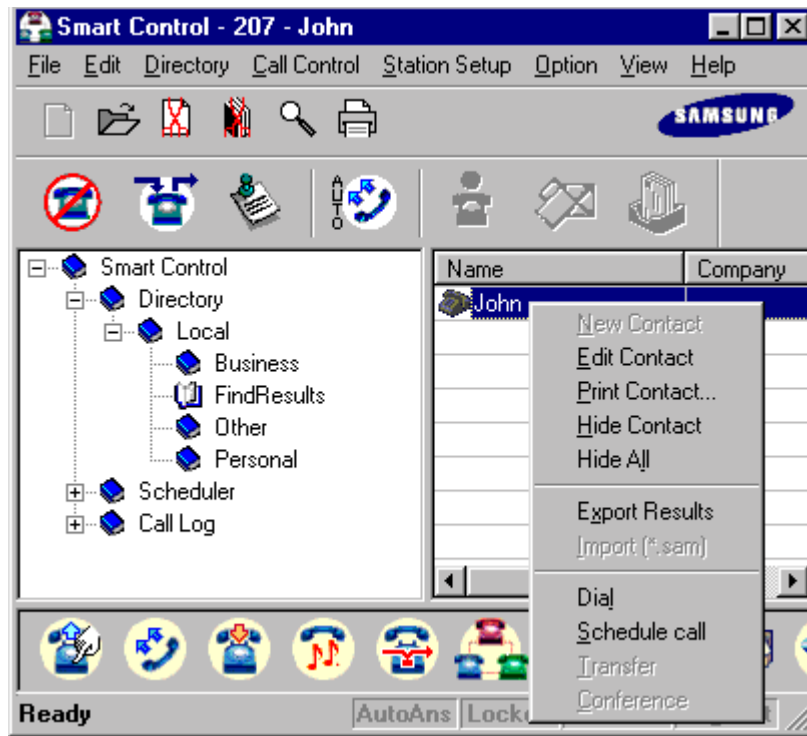 Smart Control - 207 - John
File Edit Directory Call Control Station Setup Option View Help
SAMSUNG
AUTO
Smart Control
Directory
Local
Business
FindResults
Other
Personal
Scheduler
Call Log
Name Company
John
New Contact
Edit Contact
Print Contact...
Hide Contact
Hide All
Export Results
Import (*.sam)
Dial
Schedule call
Transfer
Conference
Ready AutoAns